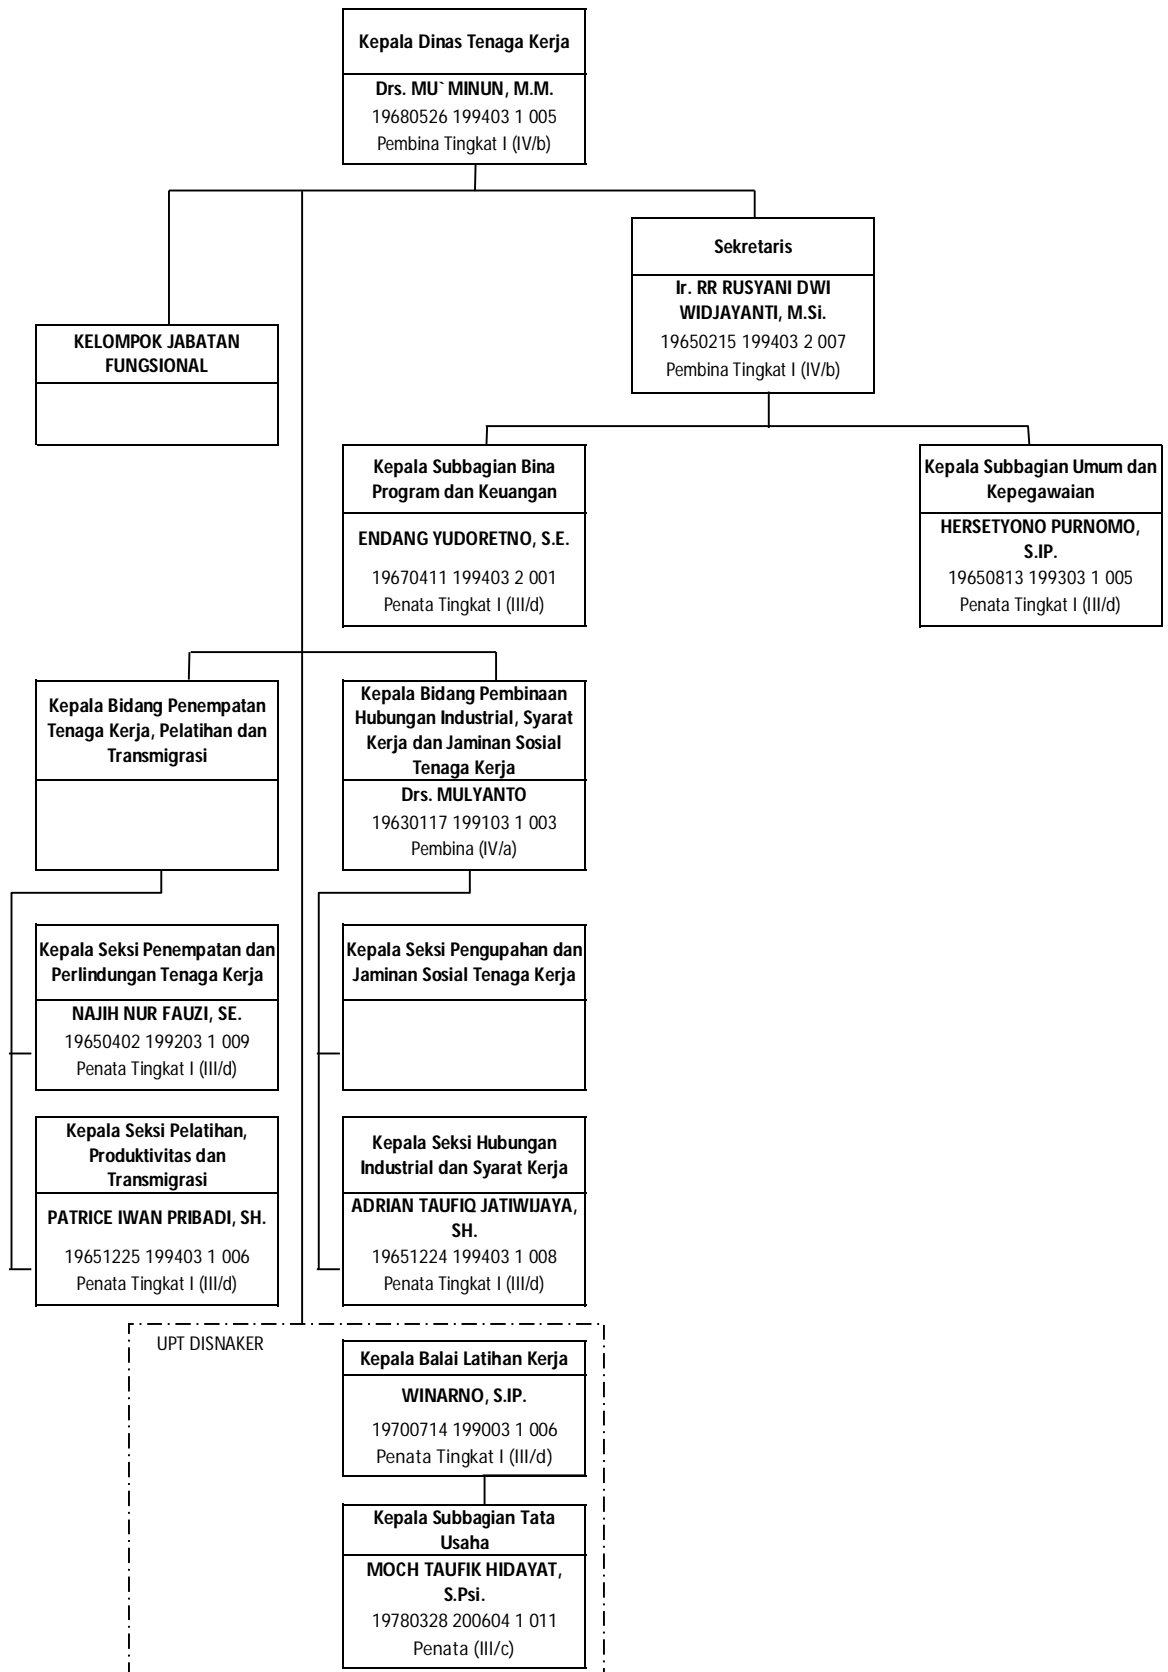 Kepala Dinas Tenaga Kerja
Drs. MU` MINUN, M.M.
19680526 199403 1 005
Pembina Tingkat I (IV/b)
Sekretaris
Ir. RR RUSYANI DWI
WIDJAYANTI, M.Si.
19650215 199403 2 007
Pembina Tingkat I (IV/b)
KELOMPOK JABATAN
FUNGSIONAL
Kepala Subbagian Bina
Program dan Keuangan
ENDANG YUDORETNO, S.E.
19670411 199403 2 001
Penata Tingkat I (III/d)
Kepala Subbagian Umum dan
Kepegawaian
HERSETYONO PURNOMO,
S.IP.
19650813 199303 1 005
Penata Tingkat I (III/d)
Kepala Bidang Penempatan
Tenaga Kerja, Pelatihan dan
Transmigrasi
Kepala Bidang Pembinaan
Hubungan Industrial, Syarat
Kerja dan Jaminan Sosial
Tenaga Kerja
Drs. MULYANTO
19630117 199103 1 003
Pembina (IV/a)
Kepala Seksi Penempatan dan
Perlindungan Tenaga Kerja
NAJIH NUR FAUZI, SE.
19650402 199203 1 009
Penata Tingkat I (III/d)
Kepala Seksi Pengupahan dan
Jaminan Sosial Tenaga Kerja
Kepala Seksi Pelatihan,
Produktivitas dan
Transmigrasi
PATRICE IWAN PRIBADI, SH.
19651225 199403 1 006
Penata Tingkat I (III/d)
Kepala Seksi Hubungan
Industrial dan Syarat Kerja
ADRIAN TAUFIQ JATIWIJAYA,
SH.
19651224 199403 1 008
Penata Tingkat I (III/d)
UPT DISNAKER
Kepala Balai Latihan Kerja
WINARNO, S.IP.
19700714 199003 1 006
Penata Tingkat I (III/d)
Kepala Subbagian Tata
Usaha
MOCH TAUFIK HIDAYAT,
S.Psi.
19780328 200604 1 011
Penata (III/c)